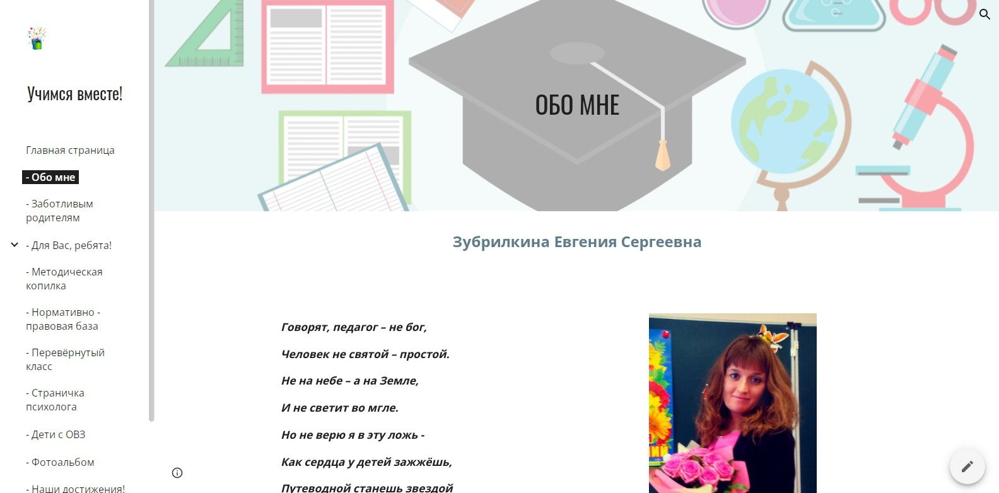 Учимся вместе!
Главная страница
- Обо мне
- Заботливым
родителям
- Для Вас, ребята!
- Методическая
копилка
- Нормативно -
правовая база
- Перевёрнутый
класс
- Страничка
психолога
- Дети с ОВЗ
- Фотоальбом
- Наши достижения!
ОБО МНЕ
Зубрилкина Евгения Сергеевна
Говорят, педагог – не бог,
Человек не святой – простой.
Не на небе – а на Земле,
И не светит во мгле.
Но не верю я в эту ложь -
Как сердца у детей зажжёшь,
Путеводной станешь звездой